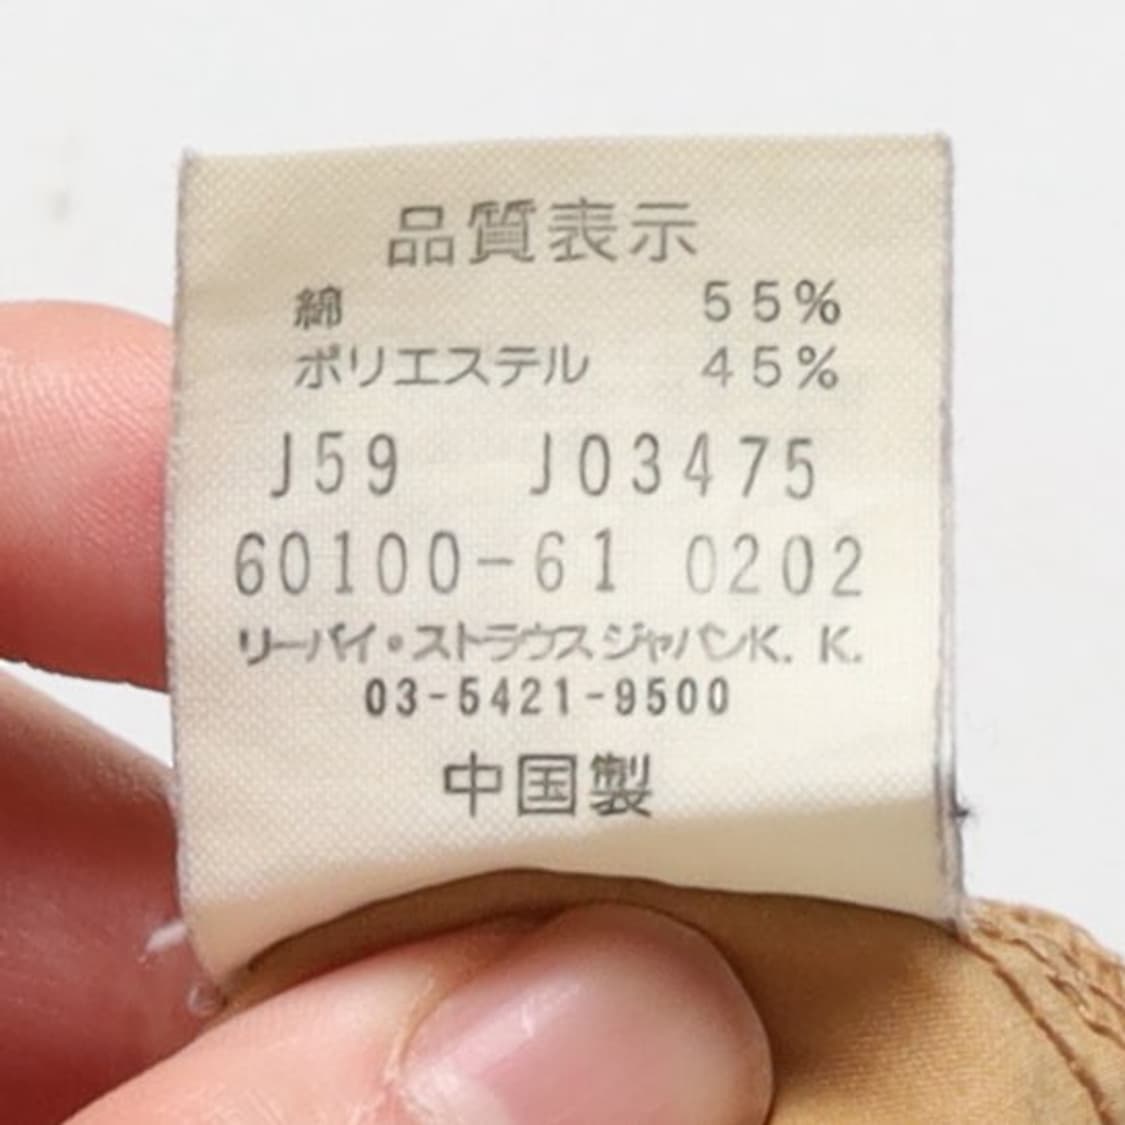 品質表示
綿 55%
ポリエステル 45%
J59 J03475
60100-61 0202
リーバイ・ストラウスジャパンK.K.
03-5421-9500
中国製